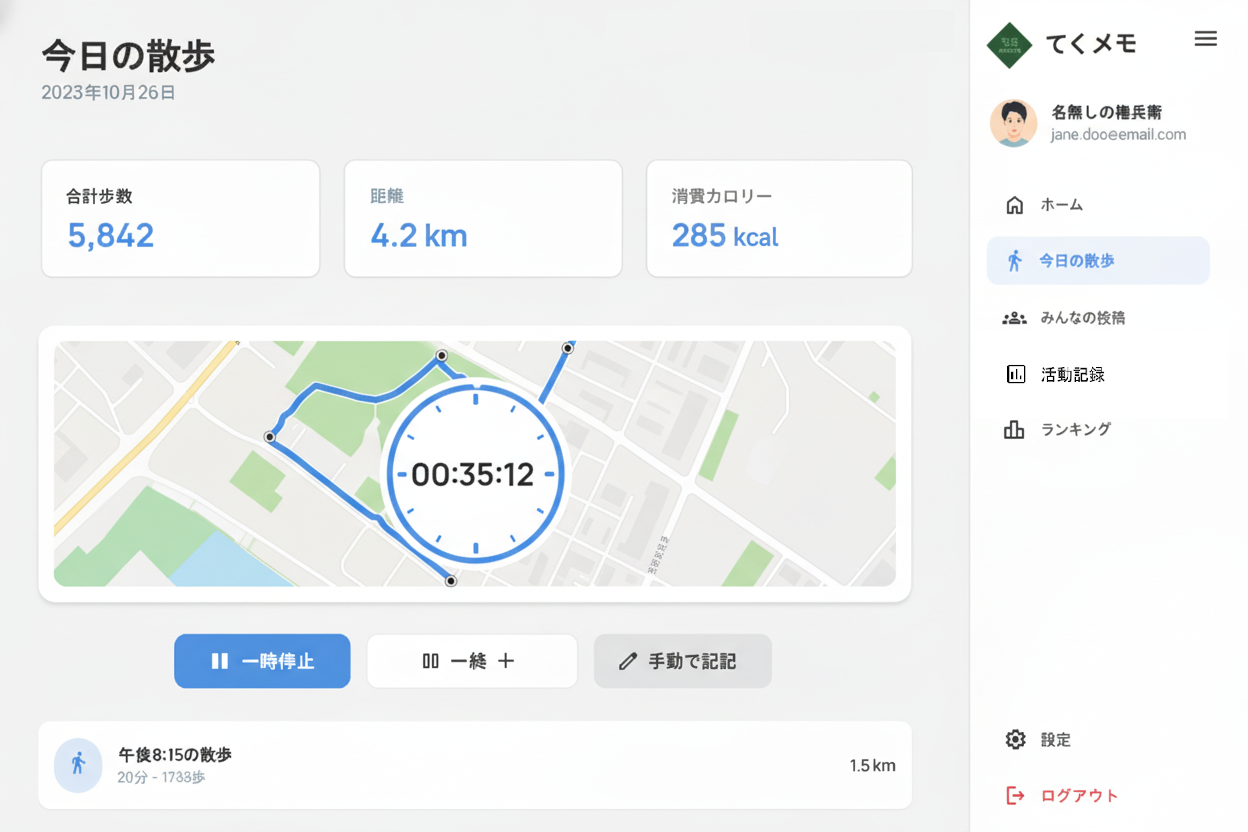 今日の散歩
2023年10月26日
合計歩数
5,842
距離
4.2 km
消費カロリー
285 kcal
00:35:12
一時停止
一終 +
手動で記記
午後8:15の散歩
20分 - 1733歩
1.5 km
てくメモ
名無しの権兵衛
jane.doo@email.com
ホーム
今日の散歩
みんなの投稿
活動記録
ランキング
設定
ログアウト